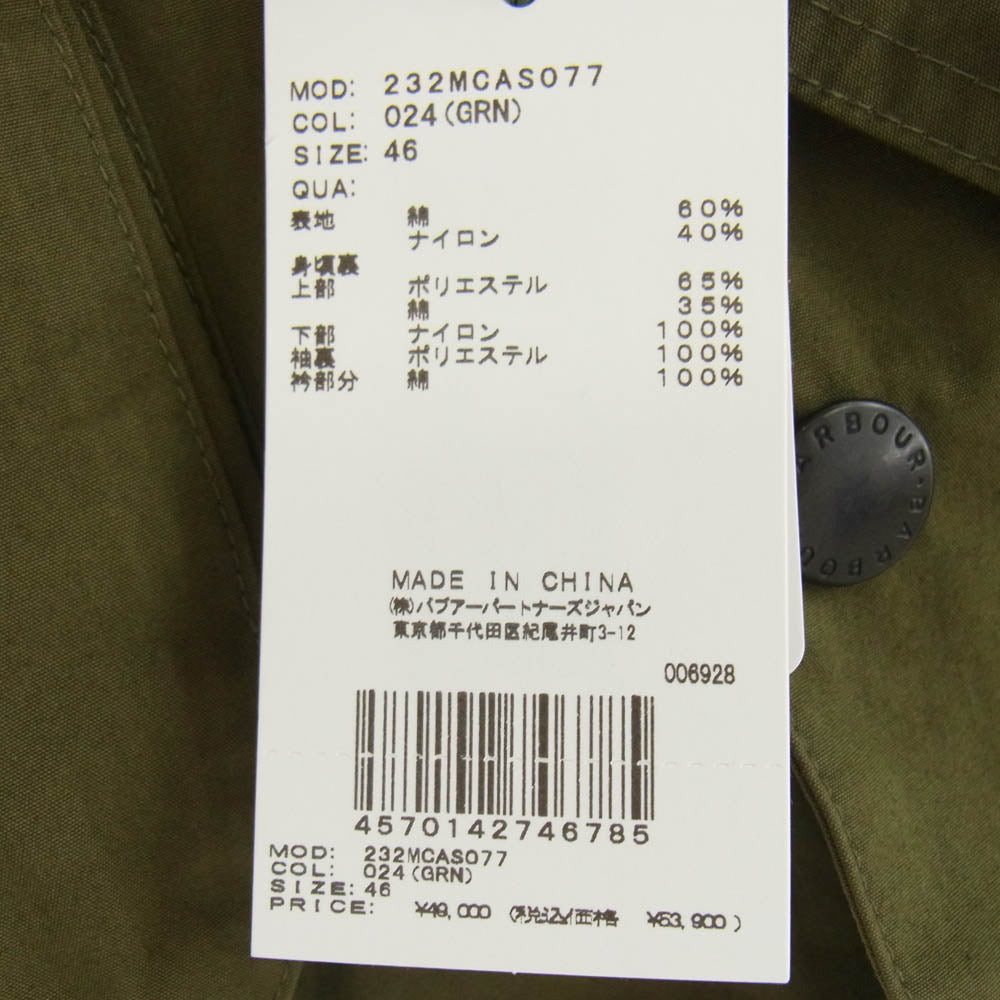 MOD: 232MCAS077
COL: 024(GRN)
SIZE: 46
QUA:
表地 綿 60%
ナイロン 40%
身頃裏
上部 ポリエステル 65%
綿 35%
下部 ナイロン 100%
袖裏 ポリエステル 100%
衿部分 綿 100%
MADE IN CHINA
(株)バブアーパートナーズジャパン
東京都千代田区紀尾井町3-12
006928
4570142746785
MOD: 232MCAS077
COL: 024(GRN)
SIZE: 46
PRICE: ¥49,000 (税込価格 ¥53,900)
ARBOUR·BARBOU